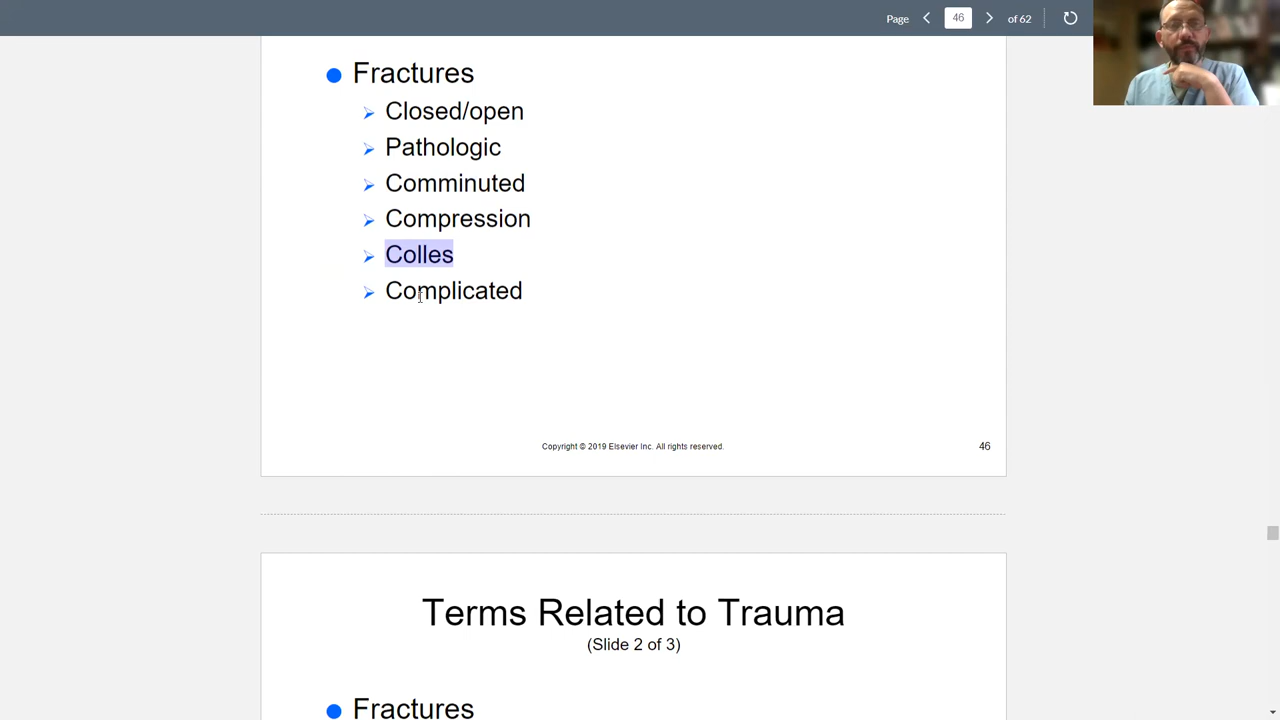 Page 46 of 62
Fractures
Closed/open
Pathologic
Comminuted
Compression
Colles
Complicated
Copyright © 2019 Elsevier Inc. All rights reserved.
46
Terms Related to Trauma
(Slide 2 of 3)
Fractures